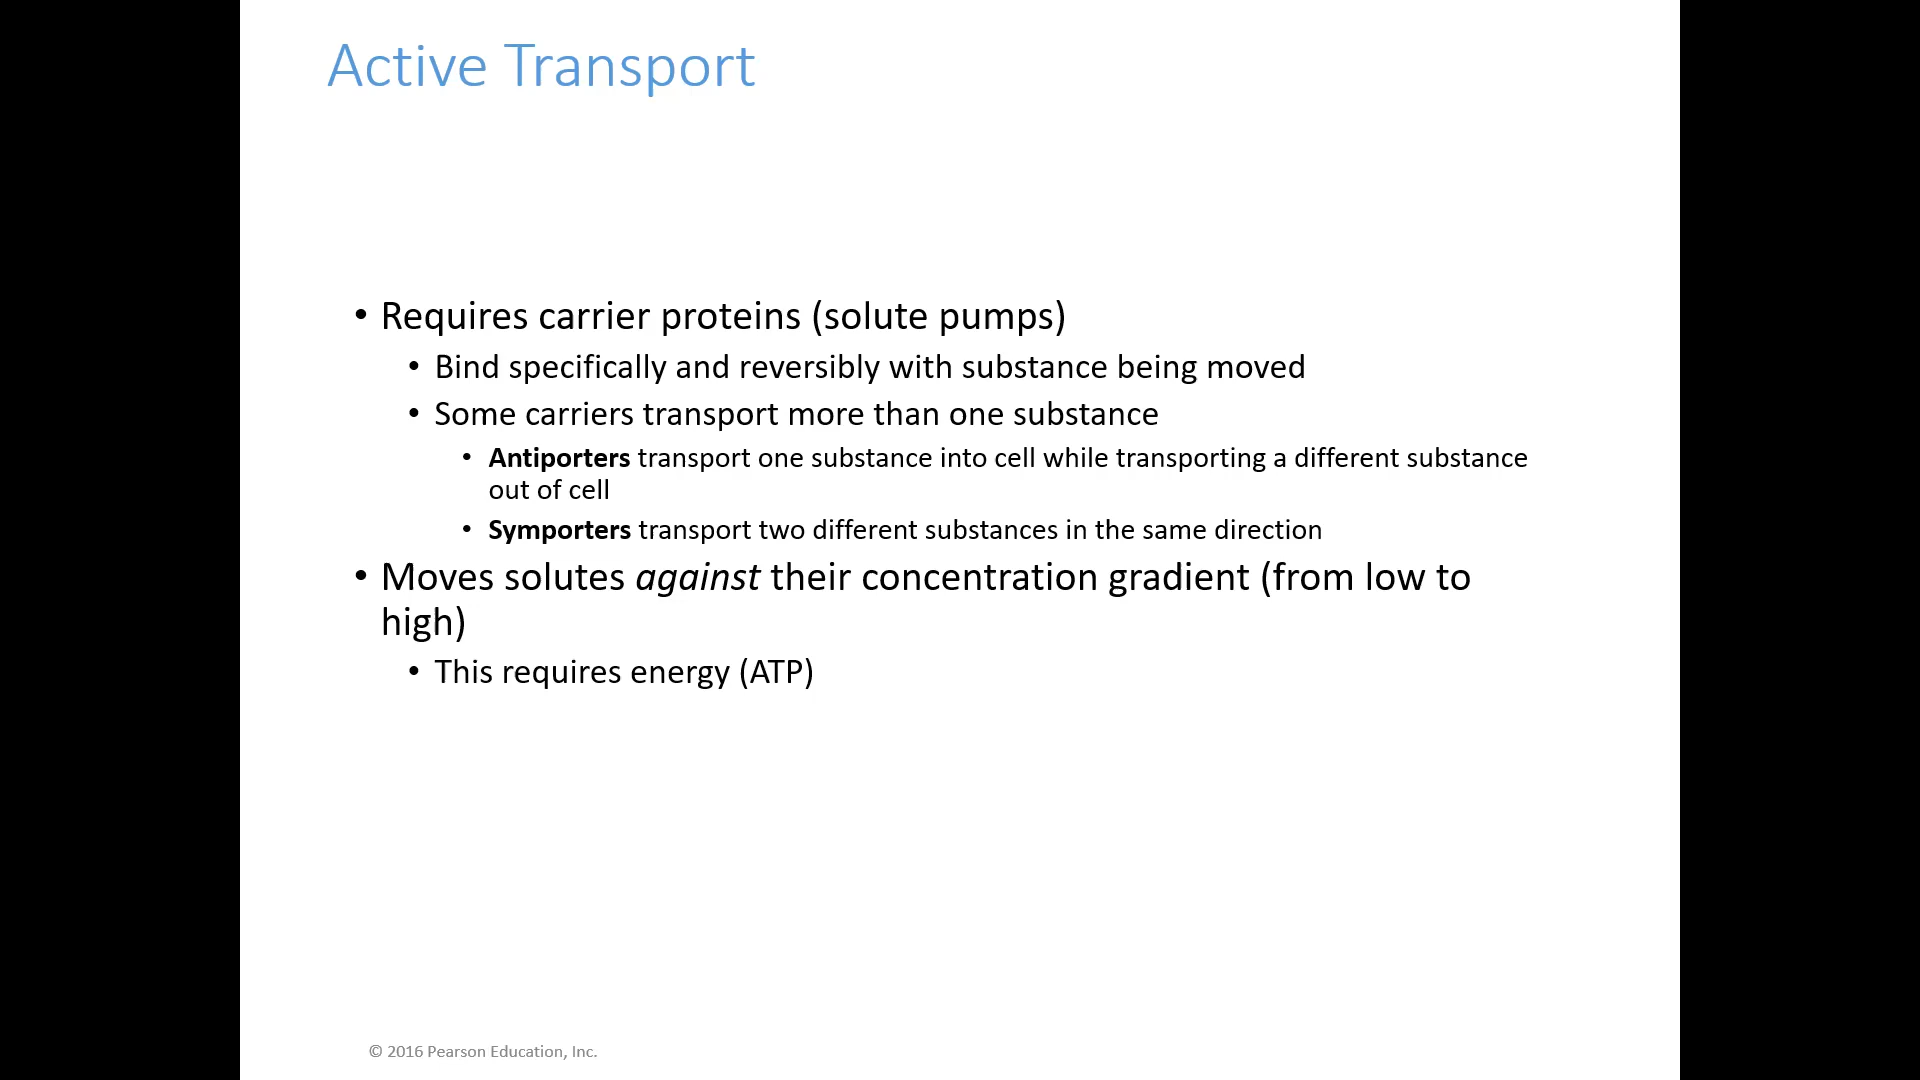 Active Transport
• Requires carrier proteins (solute pumps)
• Bind specifically and reversibly with substance being moved
• Some carriers transport more than one substance
• Antiporters transport one substance into cell while transporting a different substance
out of cell
• Symporters transport two different substances in the same direction
• Moves solutes against their concentration gradient (from low to
high)
• This requires energy (ATP)
© 2016 Pearson Education, Inc.